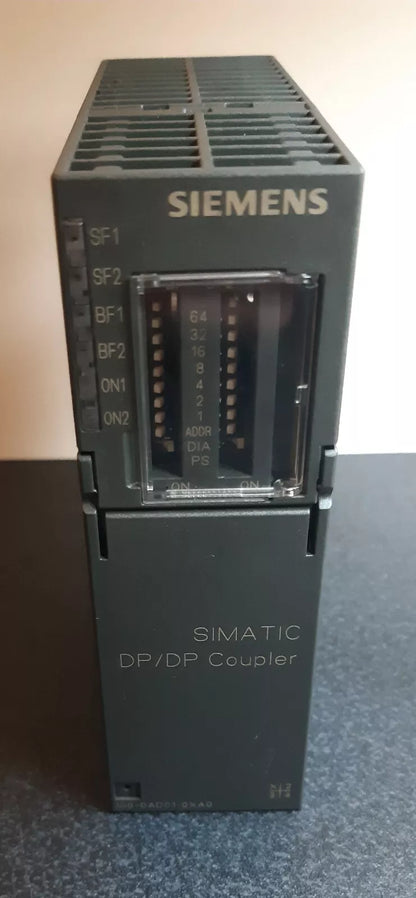 SIEMENS
SF1
SF2
BF1
BF2
ON1
ON2
64
32
16
8
4
2
1
ADDR
DIA
PS
ON ON
SIMATIC
DP/DP Coupler